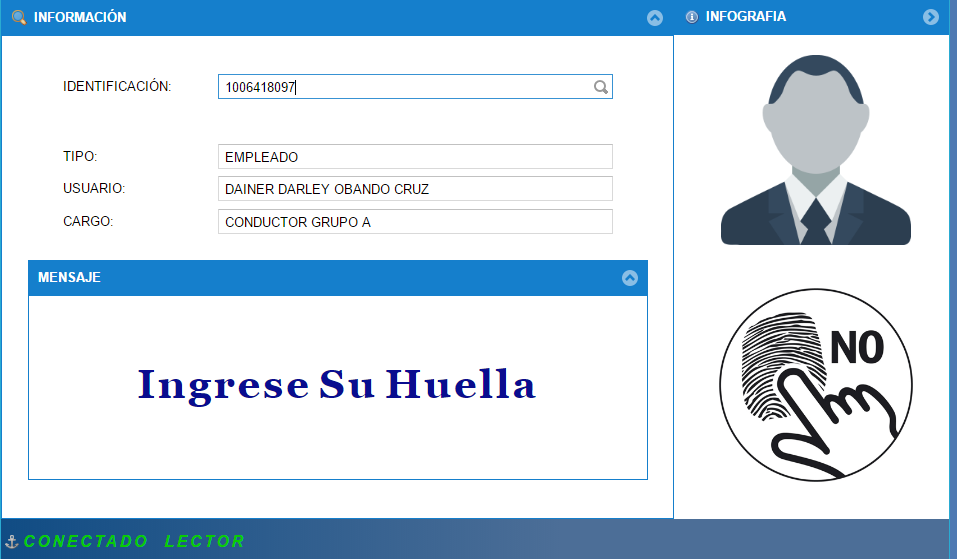 INFORMACIÓN
IDENTIFICACIÓN: 1006418097
TIPO: EMPLEADO
USUARIO: DAINER DARLEY OBANDO CRUZ
CARGO: CONDUCTOR GRUPO A
MENSAJE
Ingrese Su Huella
INFOGRAFIA
NO
CONECTADO LECTOR